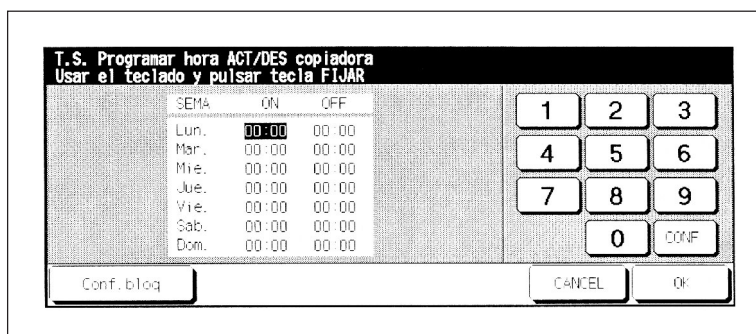 T.S. Programar hora ACT/DES copiadora
Usar el teclado y pulsar tecla FIJAR
SEMA ON OFF
Lun. 00:00 00:00
Mar. 00:00 00:00
Mie. 00:00 00:00
Jue. 00:00 00:00
Vie. 00:00 00:00
Sab. 00:00 00:00
Dom. 00:00 00:00
1 2 3
4 5 6
7 8 9
0 CONF
Conf.bloq CANCEL OK